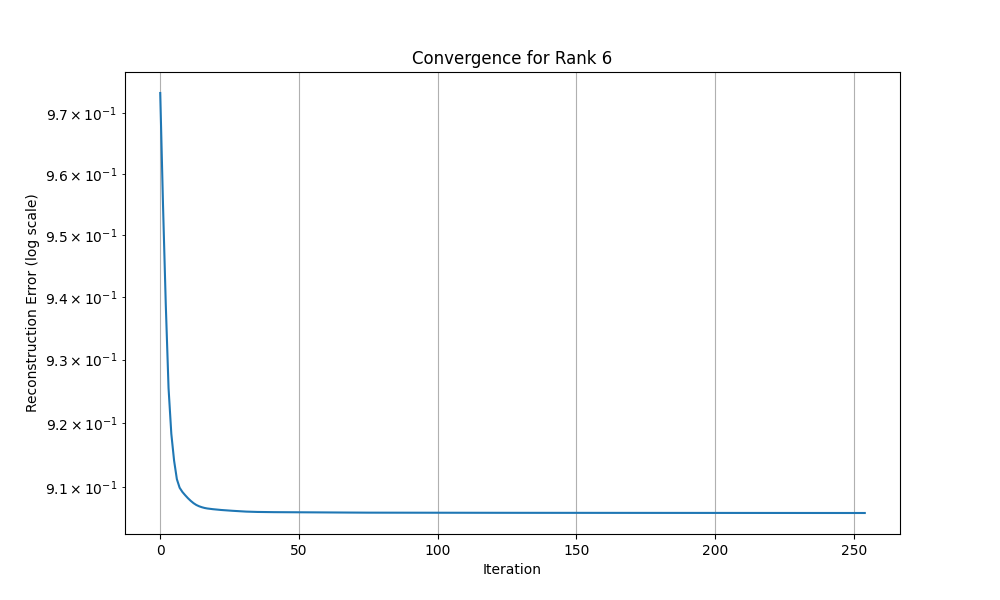 Convergence for Rank 6
Reconstruction Error (log scale)
9.7 × 10⁻¹
9.6 × 10⁻¹
9.5 × 10⁻¹
9.4 × 10⁻¹
9.3 × 10⁻¹
9.2 × 10⁻¹
9.1 × 10⁻¹
0 50 100 150 200 250
Iteration